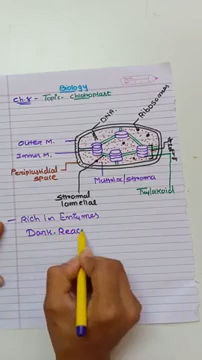 Biology
Ch.8 Topic- chloroplast
DNA
Ribosomes
Outer M.
Inner M.
Periplastidial space
Matrix/stroma
Stromal lamellae
Thylakoid
- Rich in Enzymes
Dark-Reac